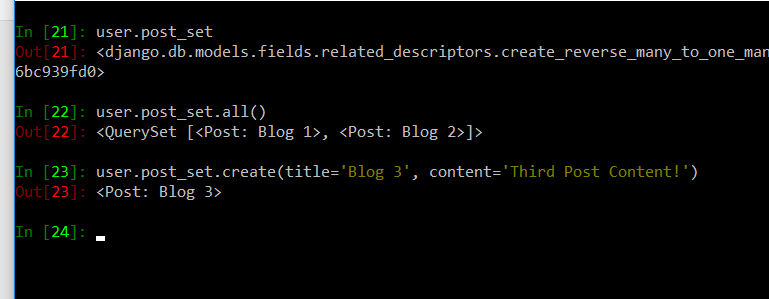 In [21]: user.post_set
Out[21]: <django.db.models.fields.related_descriptors.create_reverse_many_to_one_man
6bc939fd0>
In [22]: user.post_set.all()
Out[22]: <QuerySet [<Post: Blog 1>, <Post: Blog 2>]>
In [23]: user.post_set.create(title='Blog 3', content='Third Post Content!')
Out[23]: <Post: Blog 3>
In [24]: